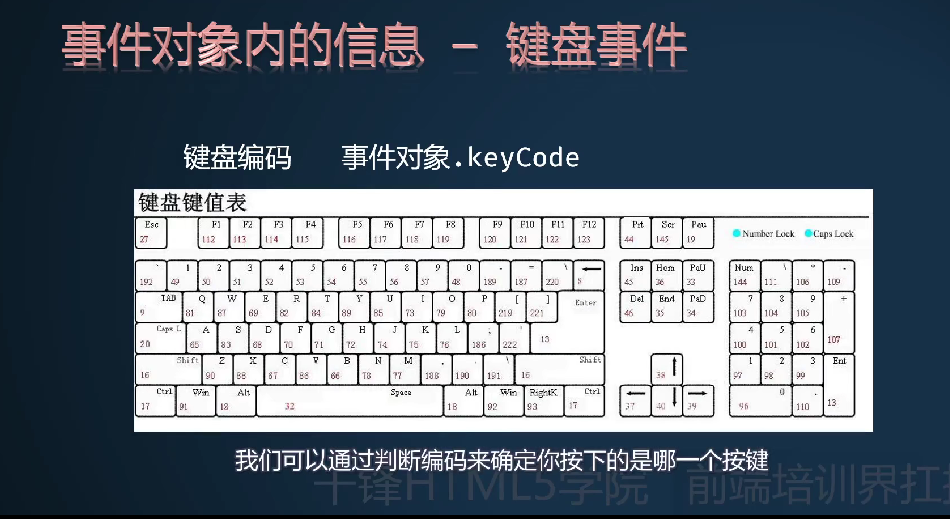 事件对象内的信息 - 键盘事件
键盘编码 事件对象.keyCode
键盘键值表
Esc F1 F2 F3 F4 F5 F6 F7 F8 F9 F10 F11 F12 Prt Scr Pau
27 112 113 114 115 116 117 118 119 120 121 122 123 44 145 19
Number Lock Caps Lock
` 1 2 3 4 5 6 7 8 9 0 - = \ Ins Hom PaU Num \ * -
192 49 50 51 52 53 54 55 56 57 48 189 187 220 8 45 36 33 144 111 106 109
TAB Q W E R T Y U I O P [ ] Enter Del End PaD 7 8 9 +
9 81 87 69 82 84 89 85 73 79 80 219 221 46 35 34 103 104 105
Caps L A S D F G H J K L ; ' 4 5 6
20 65 83 68 70 71 72 74 75 76 186 222 13 100 101 102 107
Shift Z X C V B N M , . \ Shift 1 2 3 Ent
16 90 88 67 86 66 78 77 188 190 191 16 38 97 98 99
Ctrl Win Alt Space Alt Win RightK Ctrl 0 .
17 91 18 32 18 92 93 17 37 40 39 96 110 13
我们可以通过判断编码来确定你按下的是哪一个按键
千锋HTML5学院 前端培训界扛